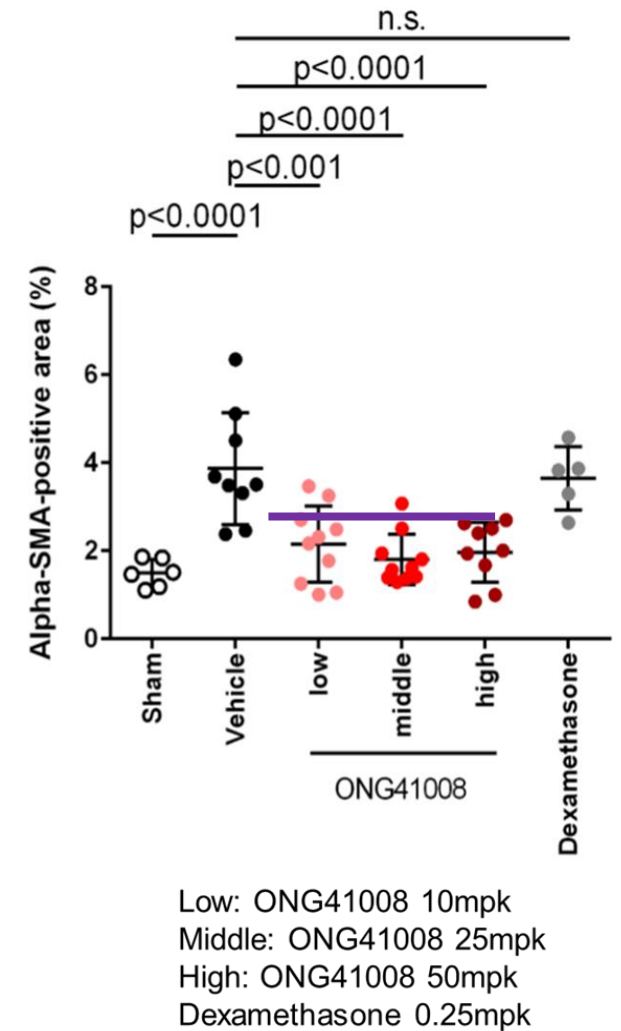 n.s.
p<0.0001
p<0.0001
p<0.001
p<0.0001
Alpha-SMA-positive area (%)
8
6
4
2
0
Sham
Vehicle
low
middle
high
Dexamethasone
ONG41008
Low: ONG41008 10mpk
Middle: ONG41008 25mpk
High: ONG41008 50mpk
Dexamethasone 0.25mpk